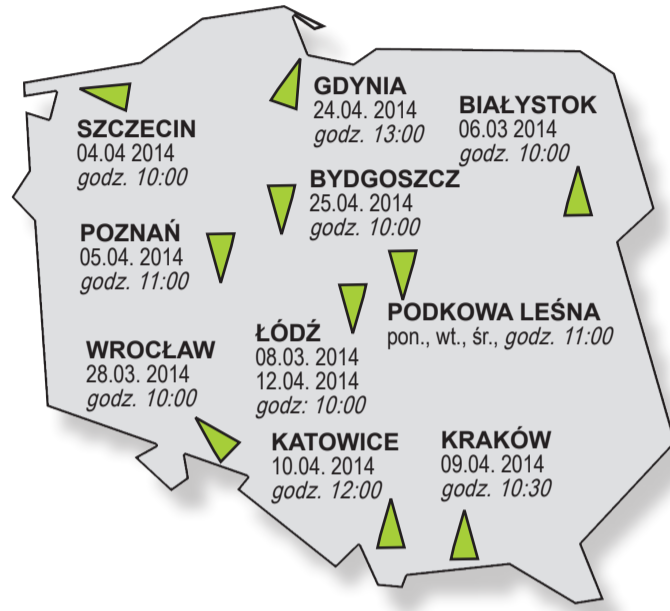 GDYNIA
24.04. 2014
godz. 13:00
BIAŁYSTOK
06.03 2014
godz. 10:00
SZCZECIN
04.04 2014
godz. 10:00
BYDGOSZCZ
25.04. 2014
godz. 10:00
POZNAŃ
05.04. 2014
godz. 11:00
PODKOWA LEŚNA
pon., wt., śr., godz. 11:00
ŁÓDŹ
08.03. 2014
12.04. 2014
godz: 10:00
WROCŁAW
28.03. 2014
godz. 10:00
KATOWICE
10.04. 2014
godz. 12:00
KRAKÓW
09.04. 2014
godz. 10:30